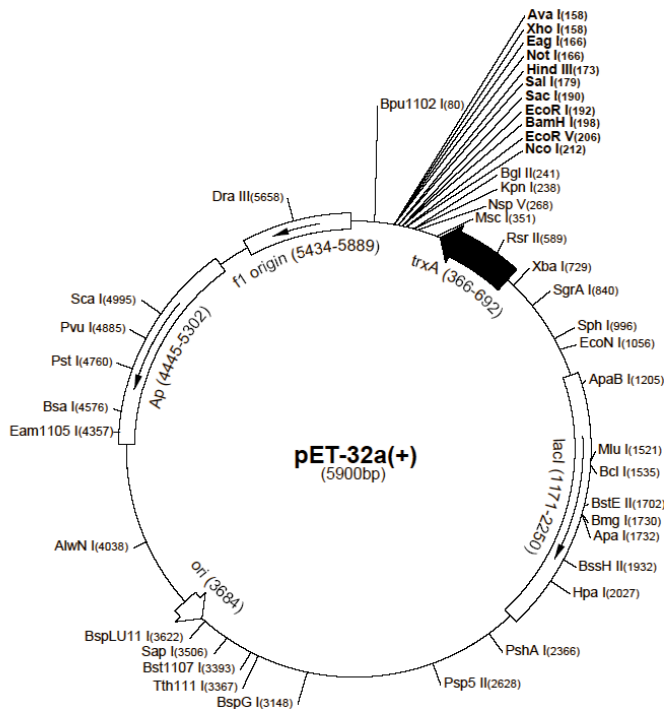 Ava I(158)
Xho I(158)
Eag I(166)
Not I(166)
Hind III(173)
Sal I(179)
Sac I(190)
EcoR I(192)
BamH I(198)
EcoR V(206)
Nco I(212)
Bpu1102 I(80)
Bgl II(241)
Kpn I(238)
Nsp V(268)
Msc I(351)
Rsr II(589)
Xba I(729)
SgrA I(840)
Sph I(996)
EcoN I(1056)
ApaB I(1205)
Mlu I(1521)
Bcl I(1535)
BstE II(1702)
Bmg I(1730)
Apa I(1732)
BssH II(1932)
Hpa I(2027)
PshA I(2366)
Psp5 II(2628)
BspG I(3148)
Tth111 I(3367)
Bst1107 I(3393)
Sap I(3506)
BspLU11 I(3622)
AlwN I(4038)
Eam1105 I(4357)
Bsa I(4576)
Pst I(4760)
Pvu I(4885)
Sca I(4995)
Dra III(5658)
f1 origin (5434-5889)
trxA (366-692)
lacI (1171-2250)
ori (3684)
Ap (4445-5302)
pET-32a(+)
(5900bp)